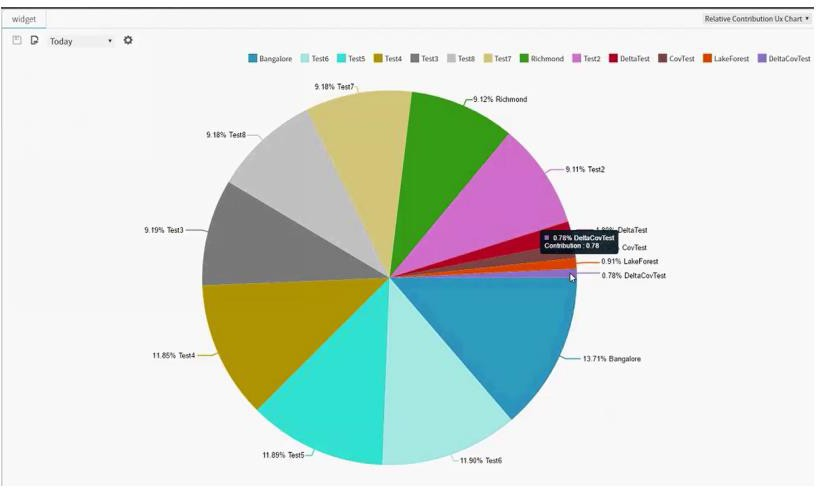 widget
Relative Contribution Ux Chart
Today
Bangalore Test6 Test5 Test4 Test3 Test8 Test7 Richmond Test2 DeltaTest CovTest LakeForest DeltaCovTest
9.18% Test7
9.12% Richmond
9.18% Test8
9.11% Test2
9.19% Test3
DeltaTest
0.78% DeltaCovTest
Contribution : 0.78
CovTest
0.91% LakeForest
0.78% DeltaCovTest
11.85% Test4
13.71% Bangalore
11.89% Test5
11.90% Test6